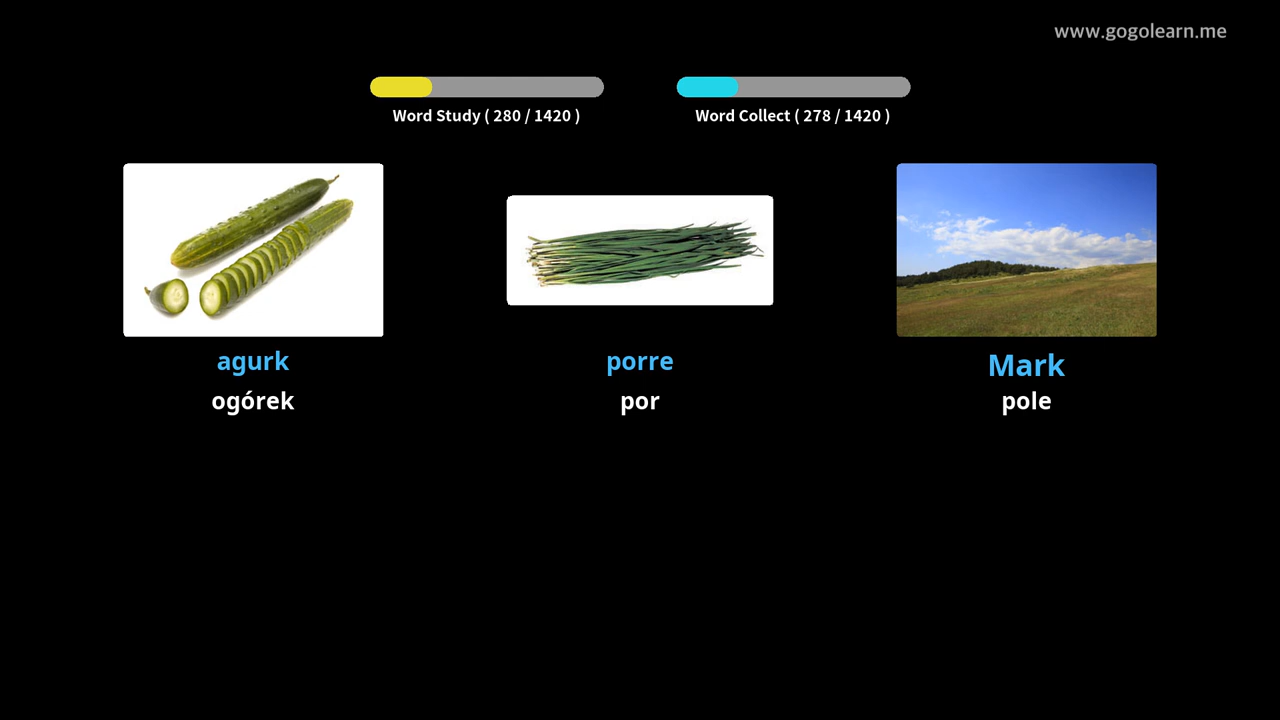 www.gogolearn.me
Word Study ( 280 / 1420 )
Word Collect ( 278 / 1420 )
agurk
ogórek
porre
por
Mark
pole